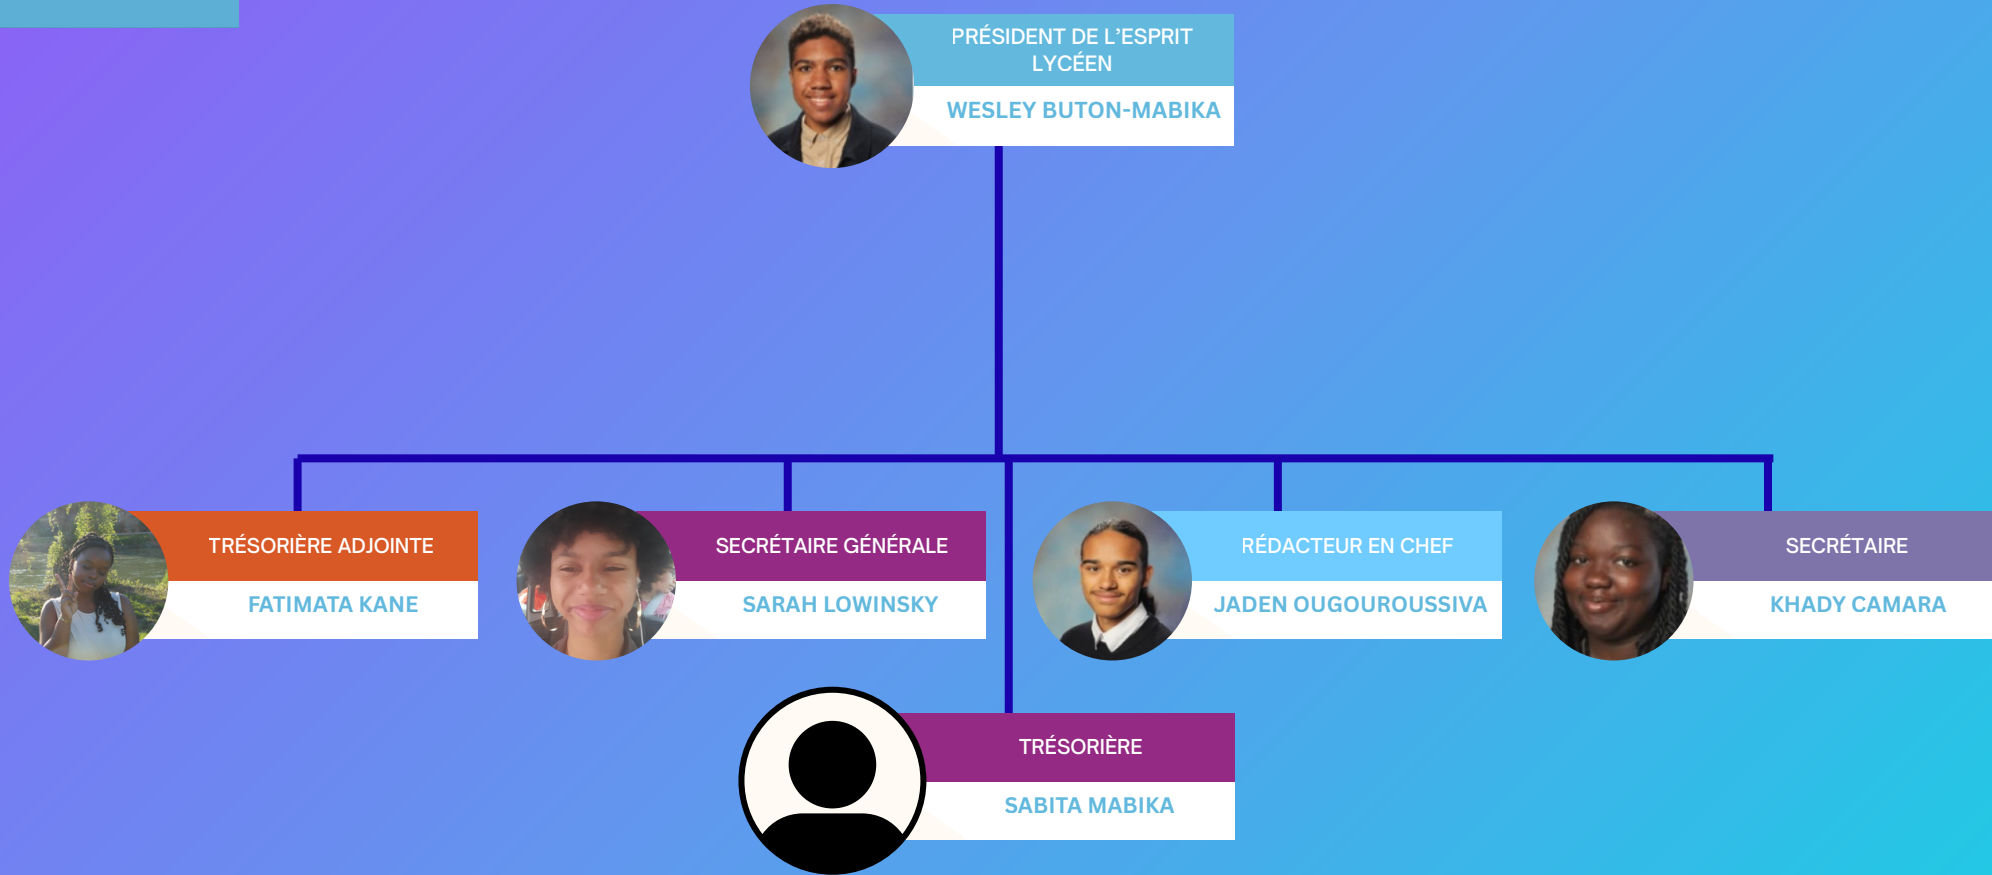 PRÉSIDENT DE L’ESPRIT
LYCÉEN
WESLEY BUTON-MABIKA
TRÉSORIÈRE ADJOINTE
FATIMATA KANE
SECRÉTAIRE GÉNÉRALE
SARAH LOWINSKY
RÉDACTEUR EN CHEF
JADEN OUGOUROUSSIVA
SECRÉTAIRE
KHADY CAMARA
TRÉSORIÈRE
SABITA MABIKA